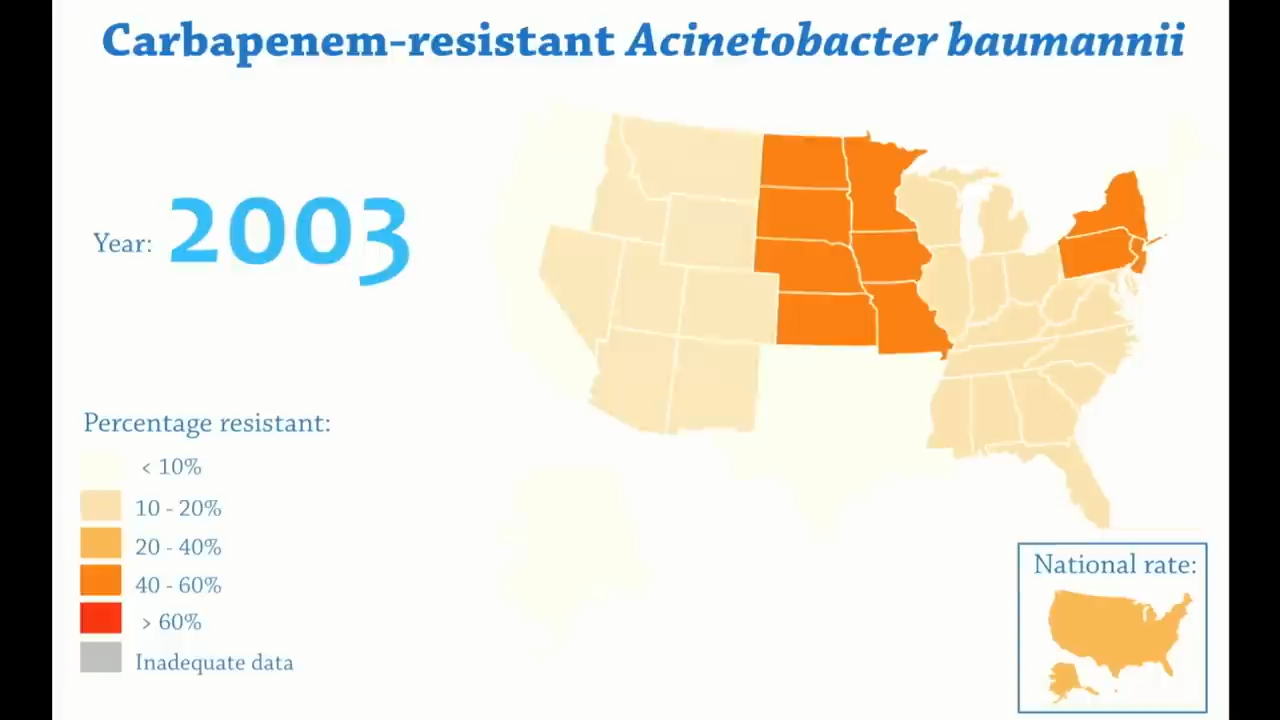 Carbapenem-resistant Acinetobacter baumannii
Year: 2003
Percentage resistant:
< 10%
10 - 20%
20 - 40%
40 - 60%
> 60%
Inadequate data
National rate: